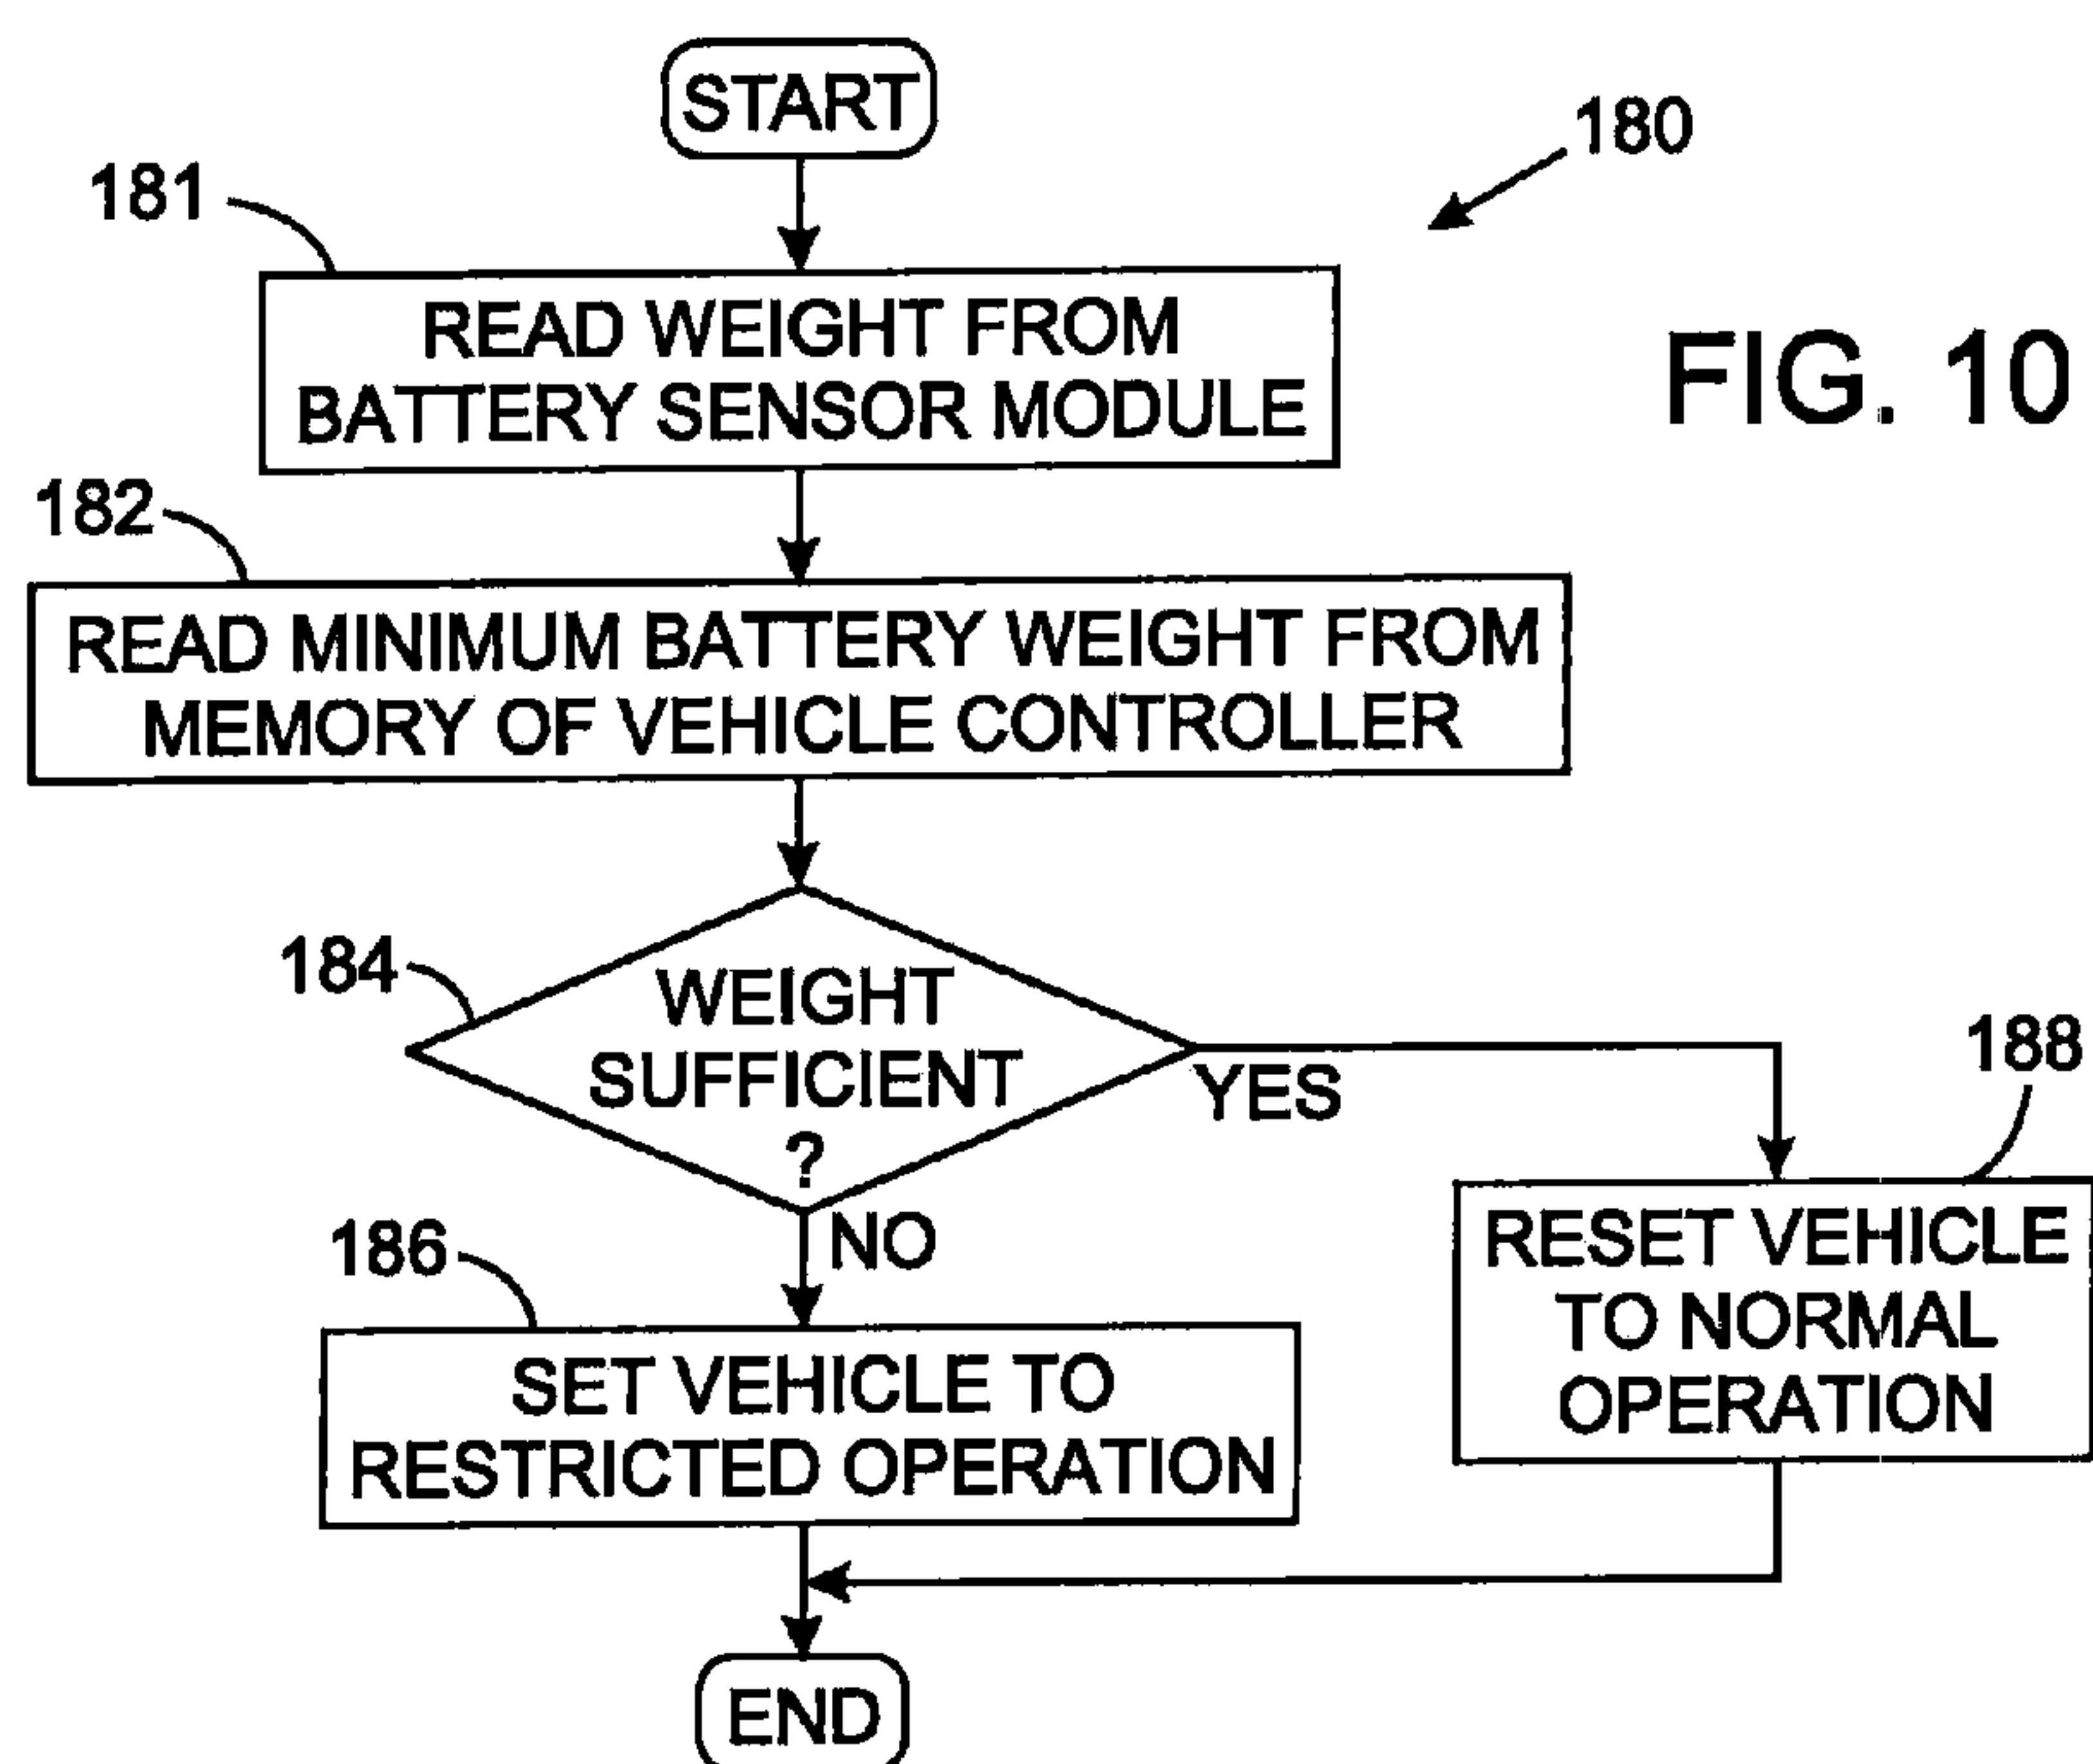 START
180
181
READ WEIGHT FROM
BATTERY SENSOR MODULE
FIG. 10
182
READ MINIMUM BATTERY WEIGHT FROM
MEMORY OF VEHICLE CONTROLLER
184
WEIGHT
SUFFICIENT
?
YES
NO
188
RESET VEHICLE
TO NORMAL
OPERATION
186
SET VEHICLE TO
RESTRICTED OPERATION
END